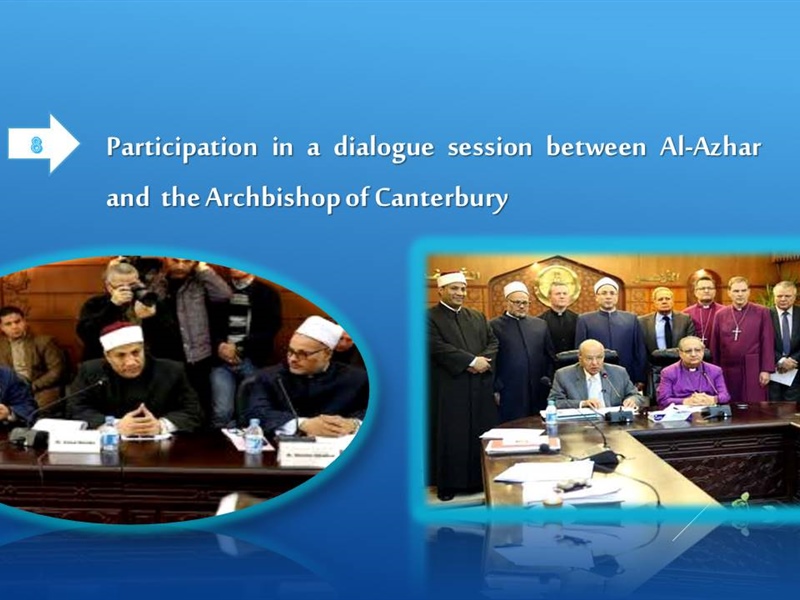 8
Participation in a dialogue session between Al-Azhar
and the Archbishop of Canterbury